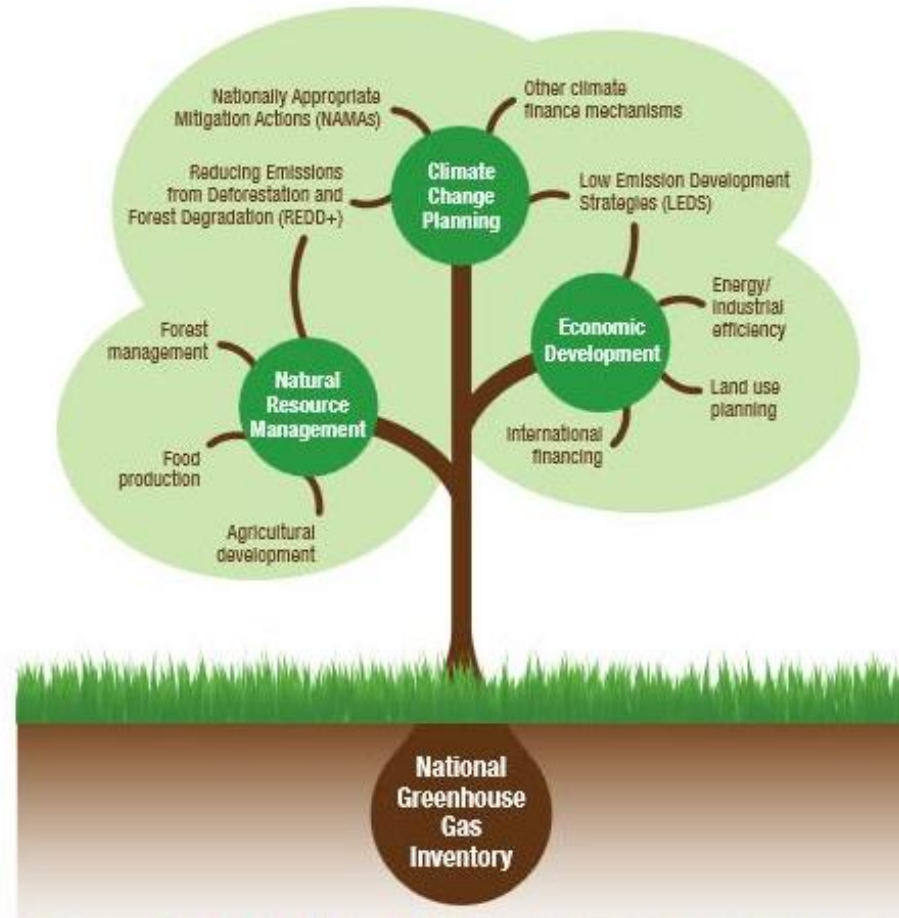 Nationally Appropriate
Mitigation Actions (NAMAs)
Other climate
finance mechanisms
Climate
Change
Planning
Reducing Emissions
from Deforestation and
Forest Degradation (REDD+)
Low Emission Development
Strategies (LEDS)
Energy/
industrial
efficiency
Economic
Development
Forest
management
Natural
Resource
Management
Land use
planning
International
financing
Food
production
Agricultural
development
National
Greenhouse
Gas
Inventory